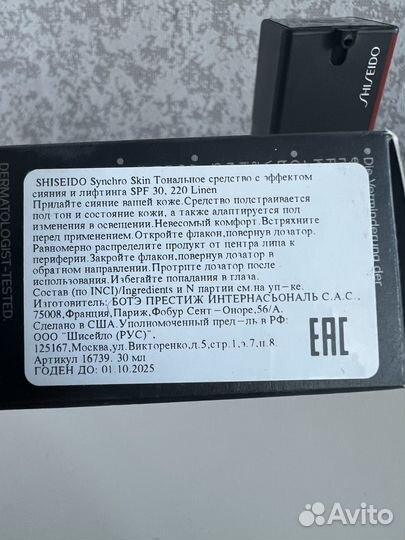 SHISEIDO
DERMATOLOGIST-TESTED.
• Die Verminderung der
SHISEIDO Synchro Skin Тональное средство с эффектом
сияния и лифтинга SPF 30, 220 Linen
Придайте сияние вашей коже.Средство подстраивается
под тон и состояние кожи, а также адаптируется под
изменения в освещении.Невесомый комфорт.Встряхните
перед применением.Откройте флакон,повернув дозатор.
Равномерно распределите продукт от центра лица к
периферии.Закройте флакон,повернув дозатор в
обратном направлении.Протрите дозатор после
использования.Избегайте попадания в глаза.
Состав (по INCI)/Ingredients и N партии см.на уп-ке.
Изготовитель: БОТЭ ПРЕСТИЖ ИНТЕРНАСЬОНАЛЬ С.А.С.,
75008,Франция,Париж,Фобур Сент-Оноре,56/А.
Сделано в США.Уполномоченный пред-ль в РФ:
ООО "Шисейдо (РУС)",
125167,Москва,ул.Викторенко,д.5,стр.1,э.7,п.8.
Артикул 16739. 30 мл
ГОДЕН ДО: 01.10.2025
EAC
Avito